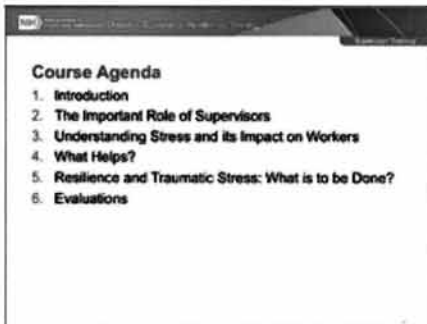 NIH
Course Agenda
1. Introduction
2. The Important Role of Supervisors
3. Understanding Stress and its Impact on Workers
4. What Helps?
5. Resilience and Traumatic Stress: What is to be Done?
6. Evaluations